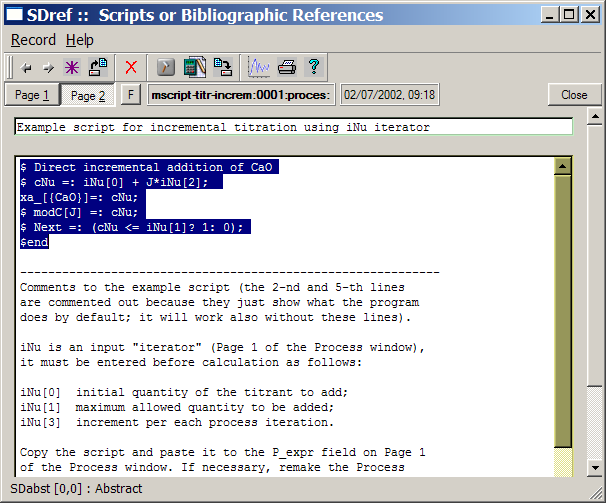 SDref :: Scripts or Bibliographic References
Record Help
Page 1 Page 2 F mscript-titr-increm:0001:proces: 02/07/2002, 09:18 Close
Example script for incremental titration using iNu iterator
$ Direct incremental addition of CaO
$ cNu =: iNu[0] + J*iNu[2];
xa_[{CaO}]=: cNu;
$ modC[J] =: cNu;
$ Next =: (cNu <= iNu[1]? 1: 0);
$end
------------------------------------------------------------
Comments to the example script (the 2-nd and 5-th lines
are commented out because they just show what the program
does by default; it will work also without these lines).
iNu is an input "iterator" (Page 1 of the Process window),
it must be entered before calculation as follows:
iNu[0]  initial quantity of the titrant to add;
iNu[1]  maximum allowed quantity to be added;
iNu[3]  increment per each process iteration.
Copy the script and paste it to the P_expr field on Page 1
of the Process window. If necessary, remake the Process
SDabst [0,0] : Abstract